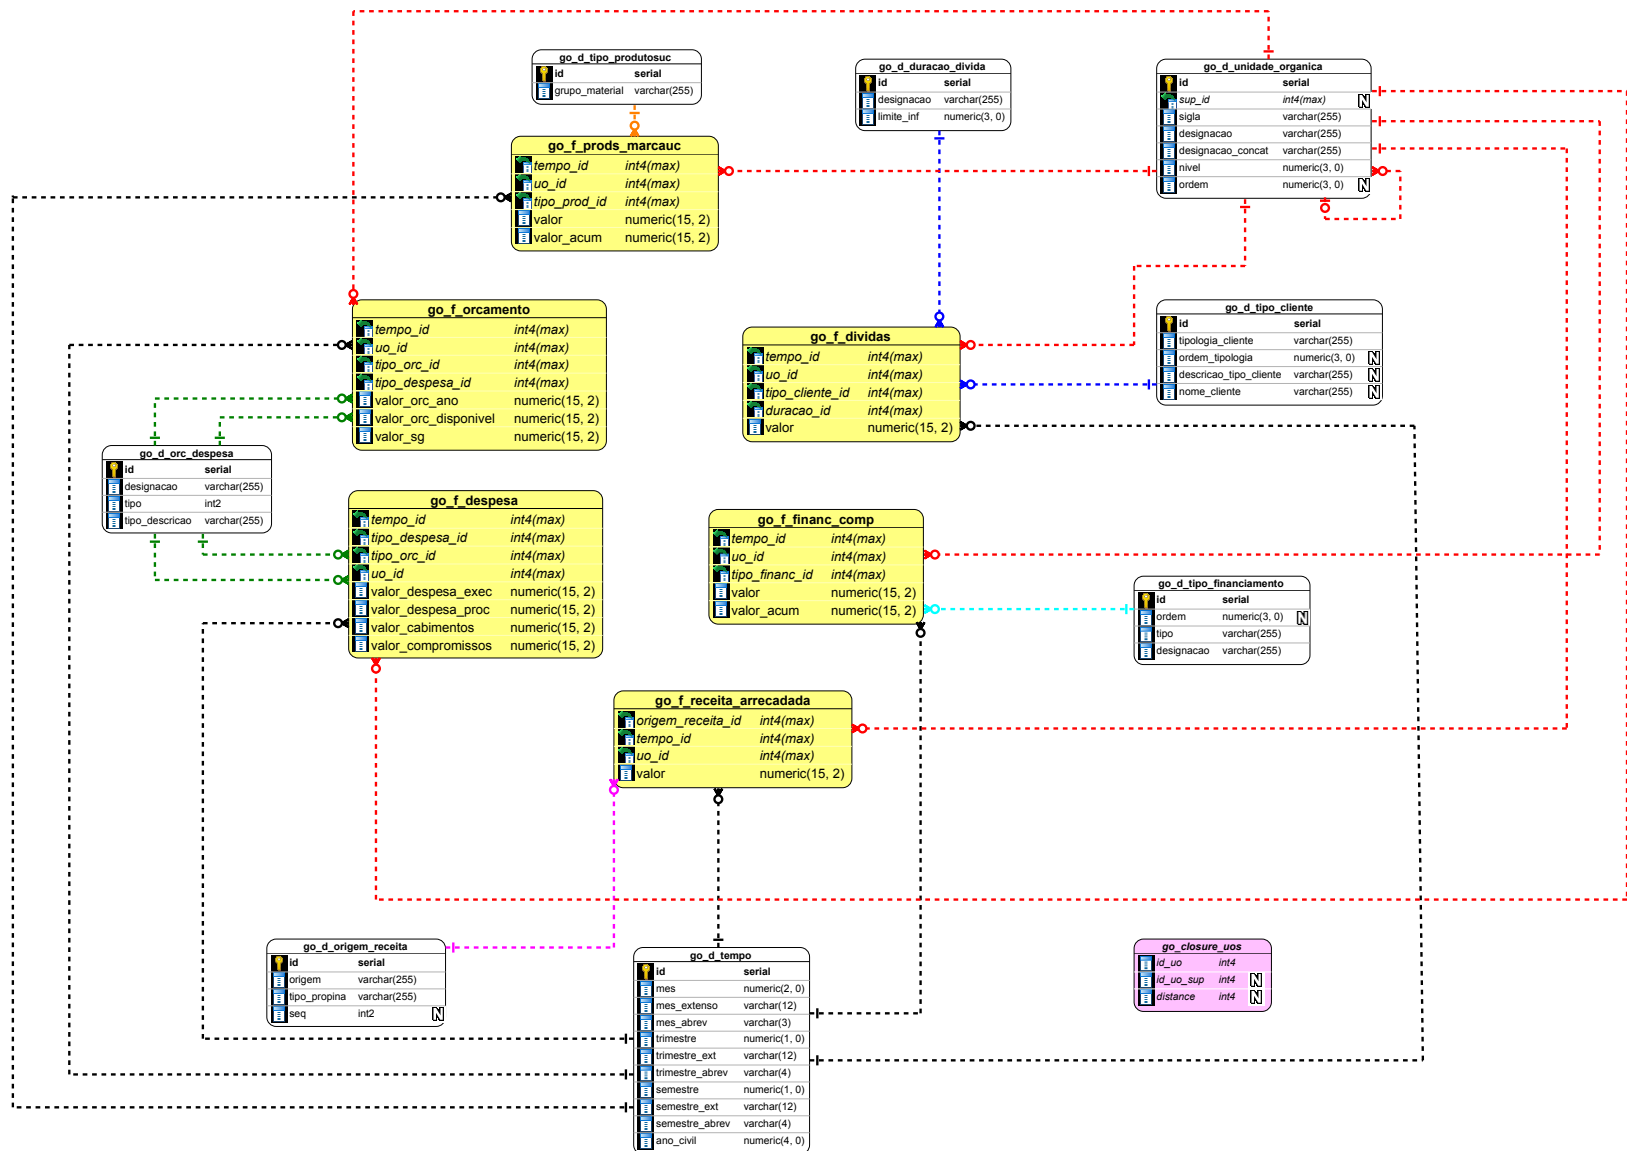 go_d_tipo_produtosuc
id serial
grupo_material varchar(255)
go_d_duracao_divida
id serial
designacao varchar(255)
limite_inf numeric(3, 0)
go_d_unidade_organica
id serial
sup_id int4(max) N
sigla varchar(255)
designacao varchar(255)
designacao_concat varchar(255)
nivel numeric(3, 0)
ordem numeric(3, 0) N
go_f_prods_marcauc
tempo_id int4(max)
uo_id int4(max)
tipo_prod_id int4(max)
valor numeric(15, 2)
valor_acum numeric(15, 2)
go_f_orcamento
tempo_id int4(max)
uo_id int4(max)
tipo_orc_id int4(max)
tipo_despesa_id int4(max)
valor_orc_ano numeric(15, 2)
valor_orc_disponivel numeric(15, 2)
valor_sg numeric(15, 2)
go_f_dividas
tempo_id int4(max)
uo_id int4(max)
tipo_cliente_id int4(max)
duracao_id int4(max)
valor numeric(15, 2)
go_d_tipo_cliente
id serial
tipologia_cliente varchar(255)
ordem_tipologia numeric(3, 0) N
descricao_tipo_cliente varchar(255) N
nome_cliente varchar(255) N
go_d_orc_despesa
id serial
designacao varchar(255)
tipo int2
tipo_descricao varchar(255)
go_f_despesa
tempo_id int4(max)
tipo_despesa_id int4(max)
tipo_orc_id int4(max)
uo_id int4(max)
valor_despesa_exec numeric(15, 2)
valor_despesa_proc numeric(15, 2)
valor_cabimentos numeric(15, 2)
valor_compromissos numeric(15, 2)
go_f_financ_comp
tempo_id int4(max)
uo_id int4(max)
tipo_financ_id int4(max)
valor numeric(15, 2)
valor_acum numeric(15, 2)
go_d_tipo_financiamento
id serial
ordem numeric(3, 0) N
tipo varchar(255)
designacao varchar(255)
go_f_receita_arrecadada
origem_receita_id int4(max)
tempo_id int4(max)
uo_id int4(max)
valor numeric(15, 2)
go_d_origem_receita
id serial
origem varchar(255)
tipo_propina varchar(255)
seq int2 N
go_d_tempo
id serial
mes numeric(2, 0)
mes_extenso varchar(12)
mes_abrev varchar(3)
trimestre numeric(1, 0)
trimestre_ext varchar(12)
trimestre_abrev varchar(4)
semestre numeric(1, 0)
semestre_ext varchar(12)
semestre_abrev varchar(4)
ano_civil numeric(4, 0)
go_closure_uos
id_uo int4
id_uo_sup int4 N
distance int4 N